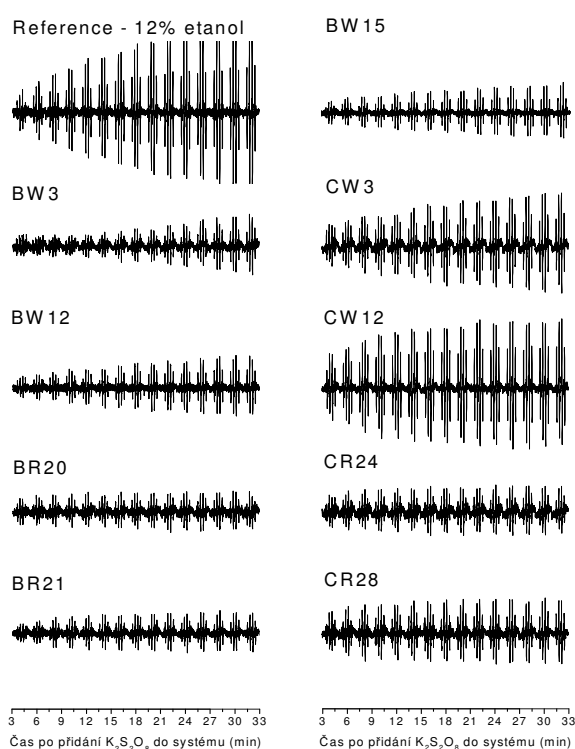 Reference - 12% etanol
BW3
BW12
BR20
BR21
3 6 9 12 15 18 21 24 27 30 33
Čas po přidání K₂S₂O₈ do systému (min)
BW15
CW3
CW12
CR24
CR28
3 6 9 12 15 18 21 24 27 30 33
Čas po přidání K₂S₂O₈ do systému (min)